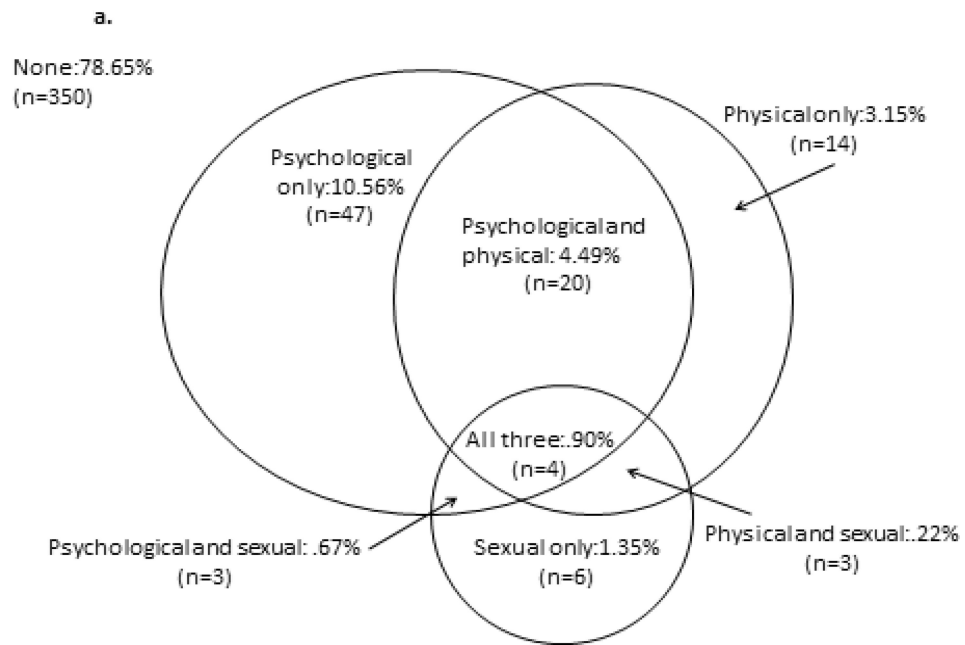 a.
None:78.65%
(n=350)
Physicalonly:3.15%
(n=14)
Psychological
only:10.56%
(n=47)
Psychologicaland
physical: 4.49%
(n=20)
All three:.90%
(n=4)
Psychologicaland sexual: .67%
(n=3)
Sexual only:1.35%
(n=6)
Physicaland sexual:.22%
(n=3)